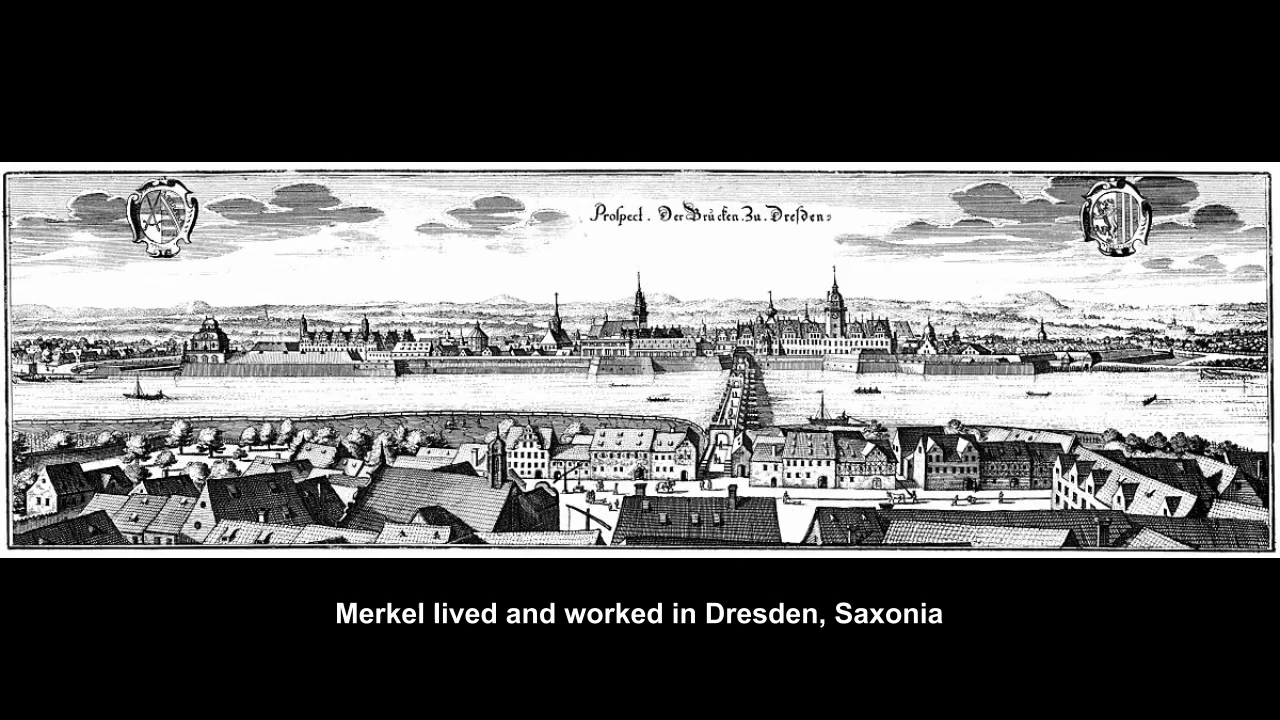 Prospect. Der Brücken Zu. Dresden:
Merkel lived and worked in Dresden, Saxonia